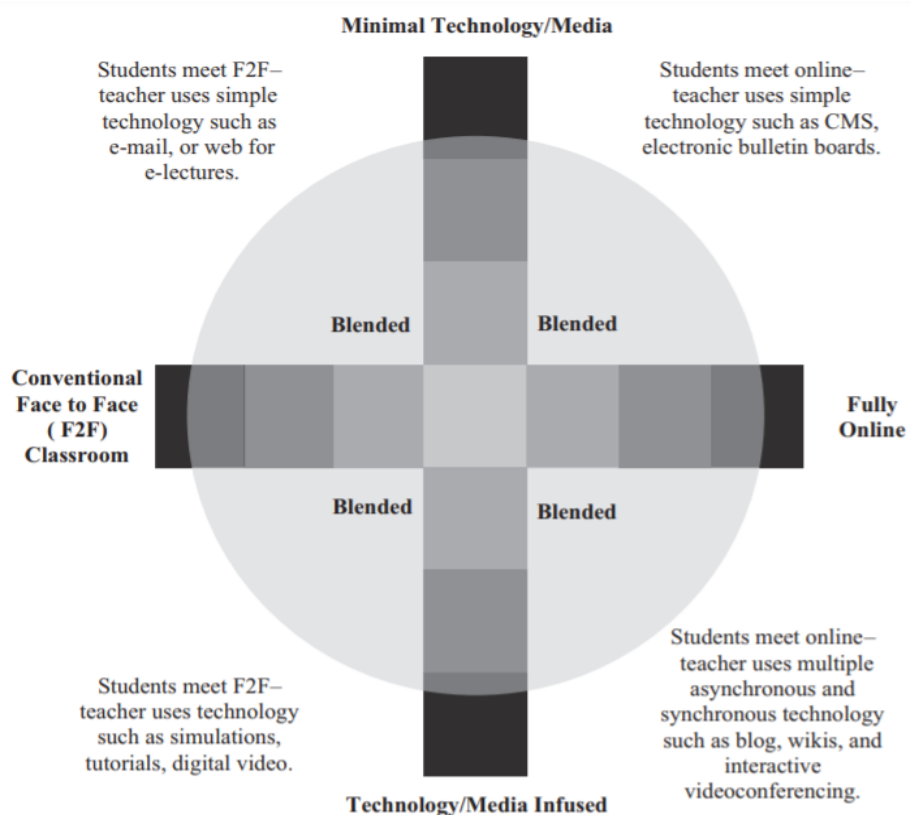 Minimal Technology/Media
Students meet F2F–
teacher uses simple
technology such as
e-mail, or web for
e-lectures.
Students meet online–
teacher uses simple
technology such as CMS,
electronic bulletin boards.
Blended
Blended
Conventional
Face to Face
( F2F)
Classroom
Fully
Online
Blended
Blended
Students meet F2F–
teacher uses technology
such as simulations,
tutorials, digital video.
Students meet online–
teacher uses multiple
asynchronous and
synchronous technology
such as blog, wikis, and
interactive
videoconferencing.
Technology/Media Infused